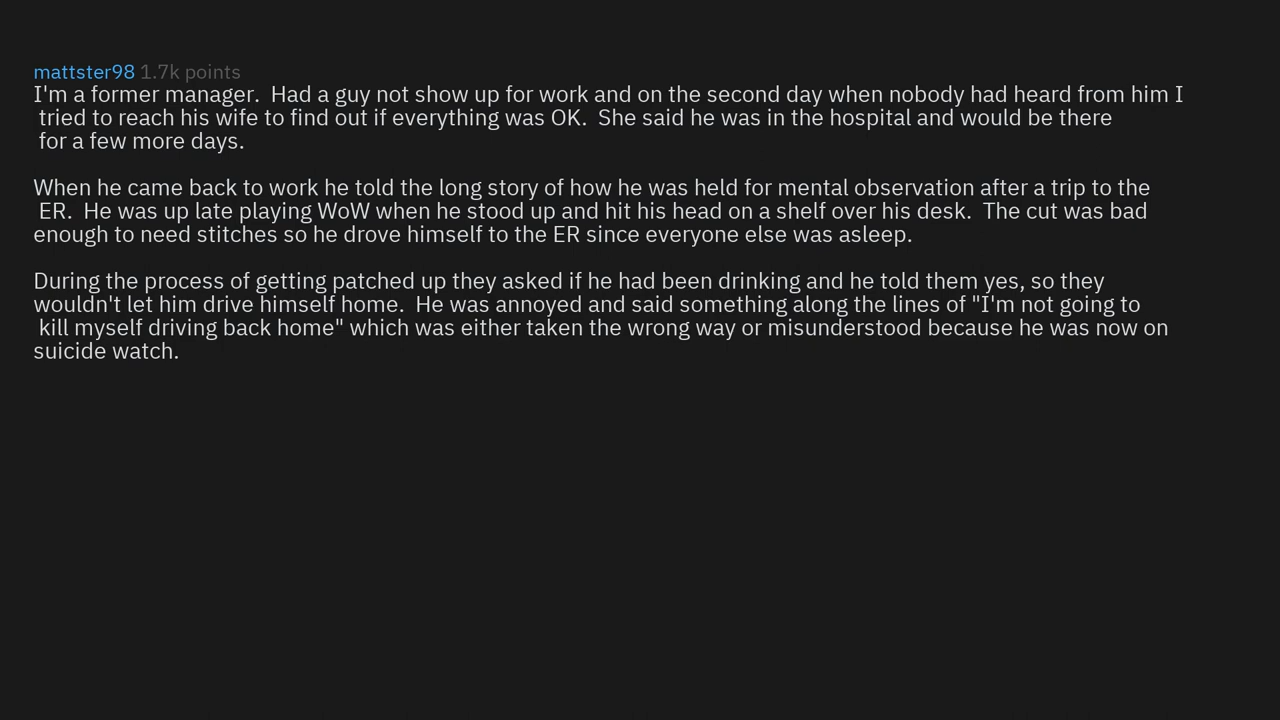 mattster98 1.7k points
I'm a former manager.  Had a guy not show up for work and on the second day when nobody had heard from him I
tried to reach his wife to find out if everything was OK.  She said he was in the hospital and would be there
for a few more days.
When he came back to work he told the long story of how he was held for mental observation after a trip to the
ER.  He was up late playing WoW when he stood up and hit his head on a shelf over his desk.  The cut was bad
enough to need stitches so he drove himself to the ER since everyone else was asleep.
During the process of getting patched up they asked if he had been drinking and he told them yes, so they
wouldn't let him drive himself home.  He was annoyed and said something along the lines of "I'm not going to
kill myself driving back home" which was either taken the wrong way or misunderstood because he was now on
suicide watch.